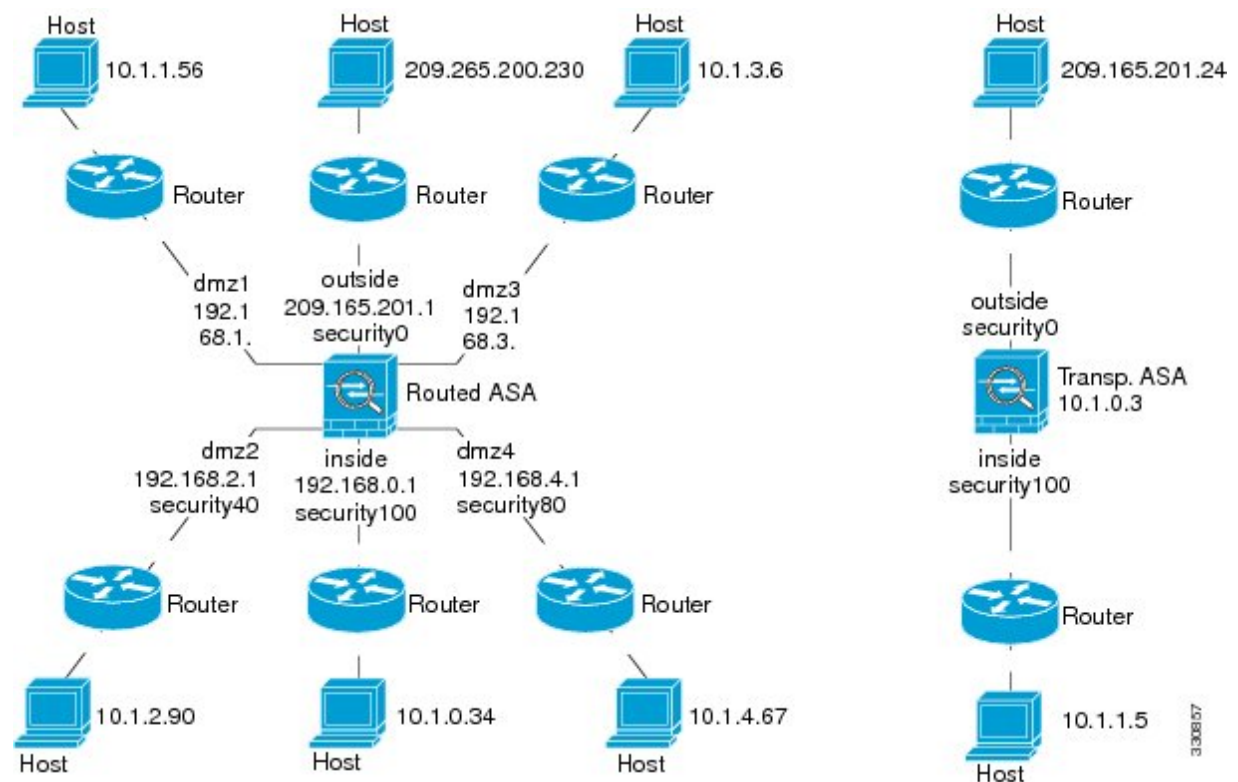 Host
10.1.1.56
Host
209.265.200.230
Host
10.1.3.6
Host
209.165.201.24
Router
Router
Router
Router
dmz1
192.1
68.1.
outside
209.165.201.1
security0
dmz3
192.1
68.3.
outside
security0
Routed ASA
Transp. ASA
10.1.0.3
dmz2
192.168.2.1
security40
inside
192.168.0.1
security100
dmz4
192.168.4.1
security80
inside
security100
Router
Router
Router
Router
10.1.2.90
Host
10.1.0.34
Host
10.1.4.67
Host
10.1.1.5
Host
330857